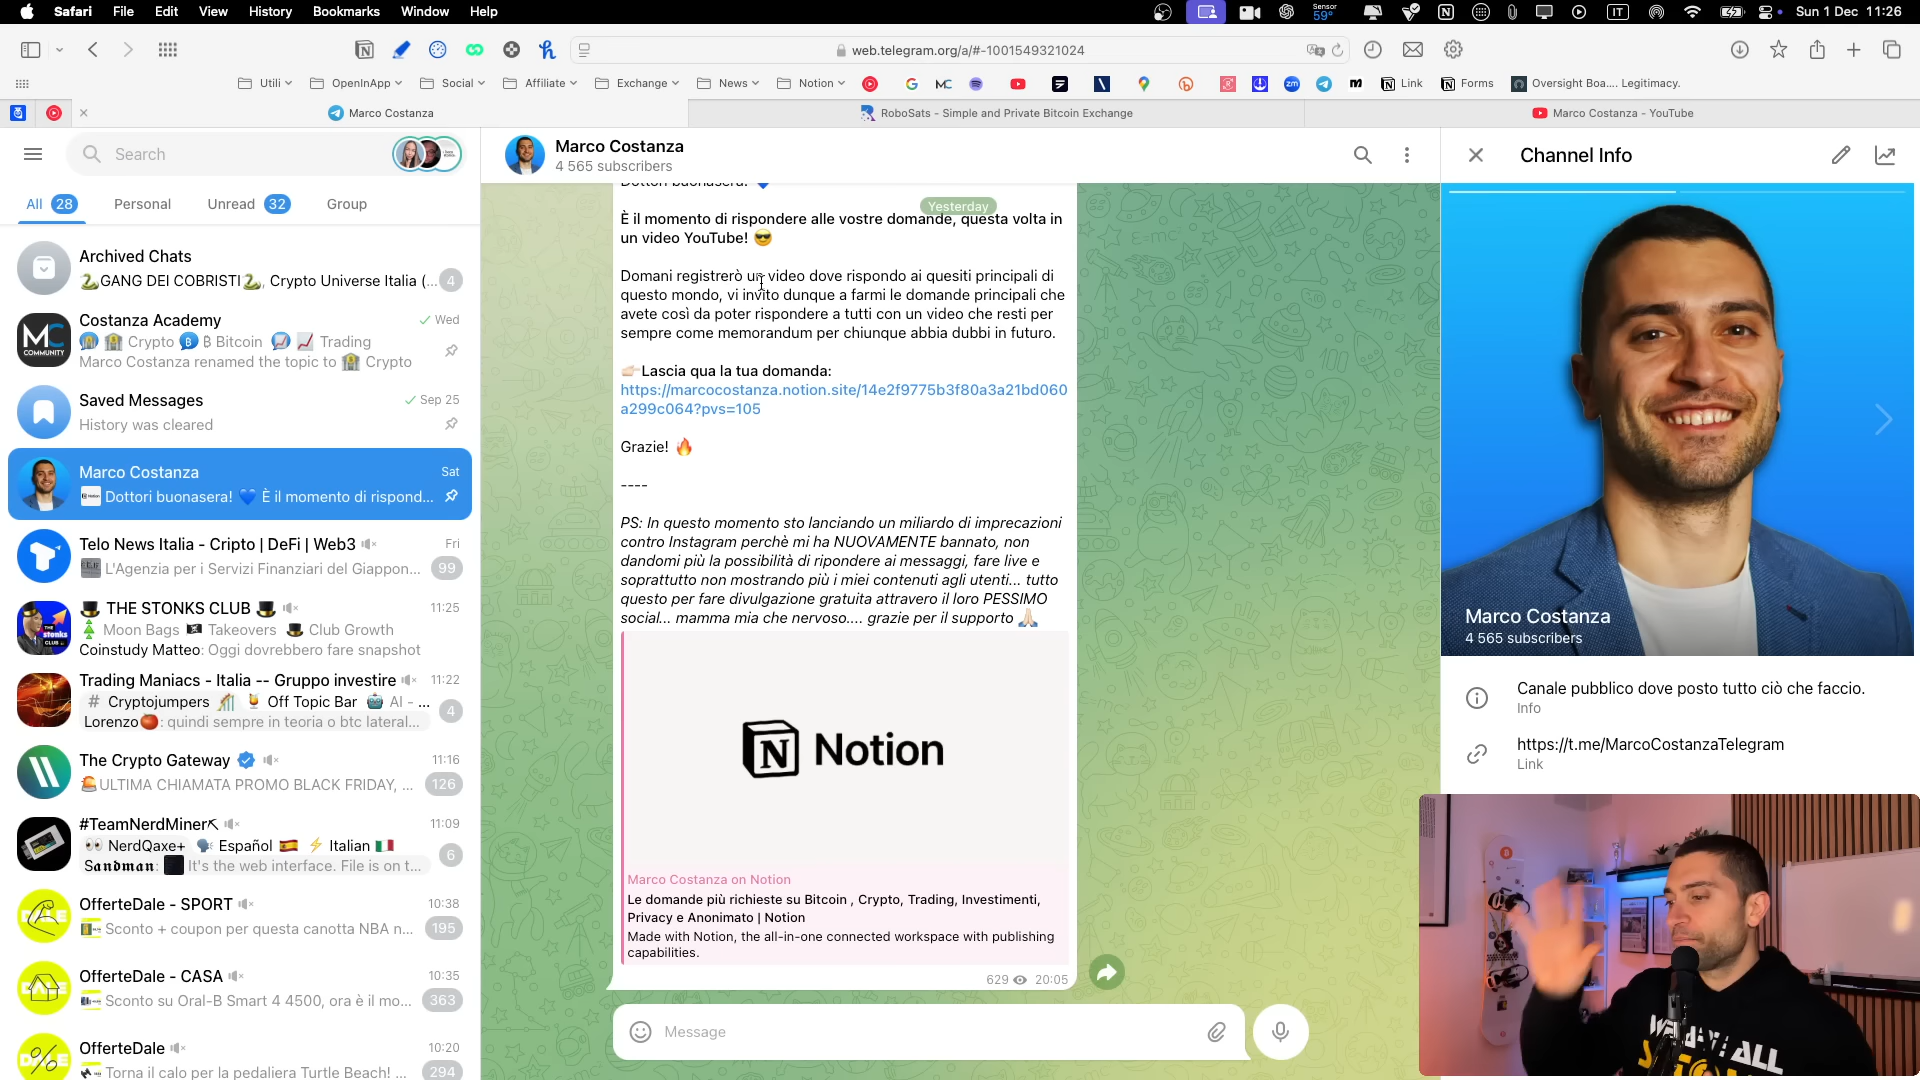 Safari File Edit View History Bookmarks Window Help
Sensor
59°
IT
Sun 1 Dec 11:26
web.telegram.org/a/#-1001549321024
Utili
OpenInApp
Social
Affiliate
Exchange
News
Notion
Link
Forms
Oversight Boa.... Legitimacy.
Marco Costanza
RoboSats - Simple and Private Bitcoin Exchange
Marco Costanza - YouTube
Search
All 28
Personal
Unread 32
Group
Archived Chats
🐍GANG DEI COBRISTI🐍, Crypto Universe Italia (... 4
Costanza Academy
Wed
Crypto ₿ Bitcoin 📈 Trading
Marco Costanza renamed the topic to 🏦 Crypto
Saved Messages
Sep 25
History was cleared
Marco Costanza
Sat
Dottori buonasera! 💙 È il momento di rispond...
Telo News Italia - Cripto | DeFi | Web3
Fri
L'Agenzia per i Servizi Finanziari del Giappon... 99
🎩 THE STONKS CLUB 🎩
11:25
🎄 Moon Bags 🏴‍☠️ Takeovers 🎩 Club Growth
Coinstudy Matteo: Oggi dovrebbero fare snapshot
Trading Maniacs - Italia -- Gruppo investire
11:22
# Cryptojumpers 🎢 🍹 Off Topic Bar 🤖 AI - ...
Lorenzo🍅: quindi sempre in teoria o btc lateral... 4
The Crypto Gateway
11:16
🚨ULTIMA CHIAMATA PROMO BLACK FRIDAY, ... 126
#TeamNerdMiner⛏
11:09
👀 NerdQaxe+ 🗣 Español 🇪🇸 ⚡ Italian 🇮🇹
𝕾𝖆𝖓𝖉𝖒𝖆𝖓: It's the web interface. File is on t... 6
OfferteDale - SPORT
10:38
Sconto + coupon per questa canotta NBA n... 195
OfferteDale - CASA
10:35
Sconto su Oral-B Smart 4 4500, ora è il mo... 363
OfferteDale
10:20
Torna il calo per la pedaliera Turtle Beach! ... 294
MC
COMMUNITY
Marco Costanza
4 565 subscribers
Dottori buonasera! 💙
Yesterday
È il momento di rispondere alle vostre domande, questa volta in
un video YouTube! 😎
Domani registrerò un video dove rispondo ai quesiti principali di
questo mondo, vi invito dunque a farmi le domande principali che
avete così da poter rispondere a tutti con un video che resti per
sempre come memorandum per chiunque abbia dubbi in futuro.
👉🏻Lascia qua la tua domanda:
https://marcocostanza.notion.site/14e2f9775b3f80a3a21bd060
a299c064?pvs=105
Grazie! 🔥
----
PS: In questo momento sto lanciando un miliardo di imprecazioni
contro Instagram perchè mi ha NUOVAMENTE bannato, non
dandomi più la possibilità di ripondere ai messaggi, fare live e
soprattutto non mostrando più i miei contenuti agli utenti... tutto
questo per fare divulgazione gratuita attravero il loro PESSIMO
social... mamma mia che nervoso.... grazie per il supporto 🙏🏻
Notion
Marco Costanza on Notion
Le domande più richieste su Bitcoin , Crypto, Trading, Investimenti,
Privacy e Anonimato | Notion
Made with Notion, the all-in-one connected workspace with publishing
capabilities.
629
20:05
Message
Channel Info
Marco Costanza
4 565 subscribers
Canale pubblico dove posto tutto ciò che faccio.
Info
https://t.me/MarcoCostanzaTelegram
Link